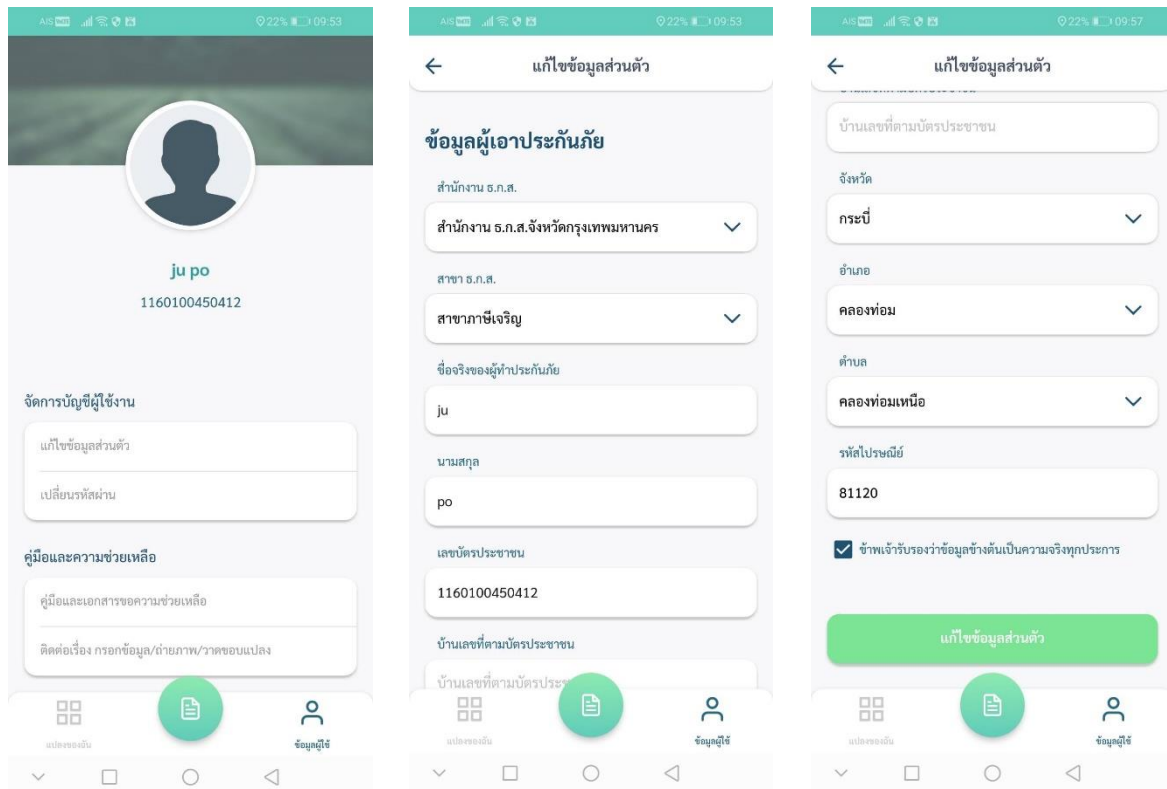 AIS 22% 09:53
ju po
1160100450412
จัดการบัญชีผู้ใช้งาน
แก้ไขข้อมูลส่วนตัว
เปลี่ยนรหัสผ่าน
คู่มือและความช่วยเหลือ
คู่มือและเอกสารขอความช่วยเหลือ
ติดต่อเรื่อง กรอกข้อมูล/ถ่ายภาพ/วาดขอบแปลง
แปลงของฉัน
ข้อมูลผู้ใช้
AIS 22% 09:53
แก้ไขข้อมูลส่วนตัว
ข้อมูลผู้เอาประกันภัย
สำนักงาน ธ.ก.ส.
สำนักงาน ธ.ก.ส.จังหวัดกรุงเทพมหานคร
สาขา ธ.ก.ส.
สาขาภาษีเจริญ
ชื่อจริงของผู้ทำประกันภัย
ju
นามสกุล
po
เลขบัตรประชาชน
1160100450412
บ้านเลขที่ตามบัตรประชาชน
แปลงของฉัน
ข้อมูลผู้ใช้
AIS 22% 09:57
แก้ไขข้อมูลส่วนตัว
บ้านเลขที่ตามบัตรประชาชน
จังหวัด
กระบี่
อำเภอ
คลองท่อม
ตำบล
คลองท่อมเหนือ
รหัสไปรษณีย์
81120
ข้าพเจ้ารับรองว่าข้อมูลข้างต้นเป็นความจริงทุกประการ
แก้ไขข้อมูลส่วนตัว
แปลงของฉัน
ข้อมูลผู้ใช้